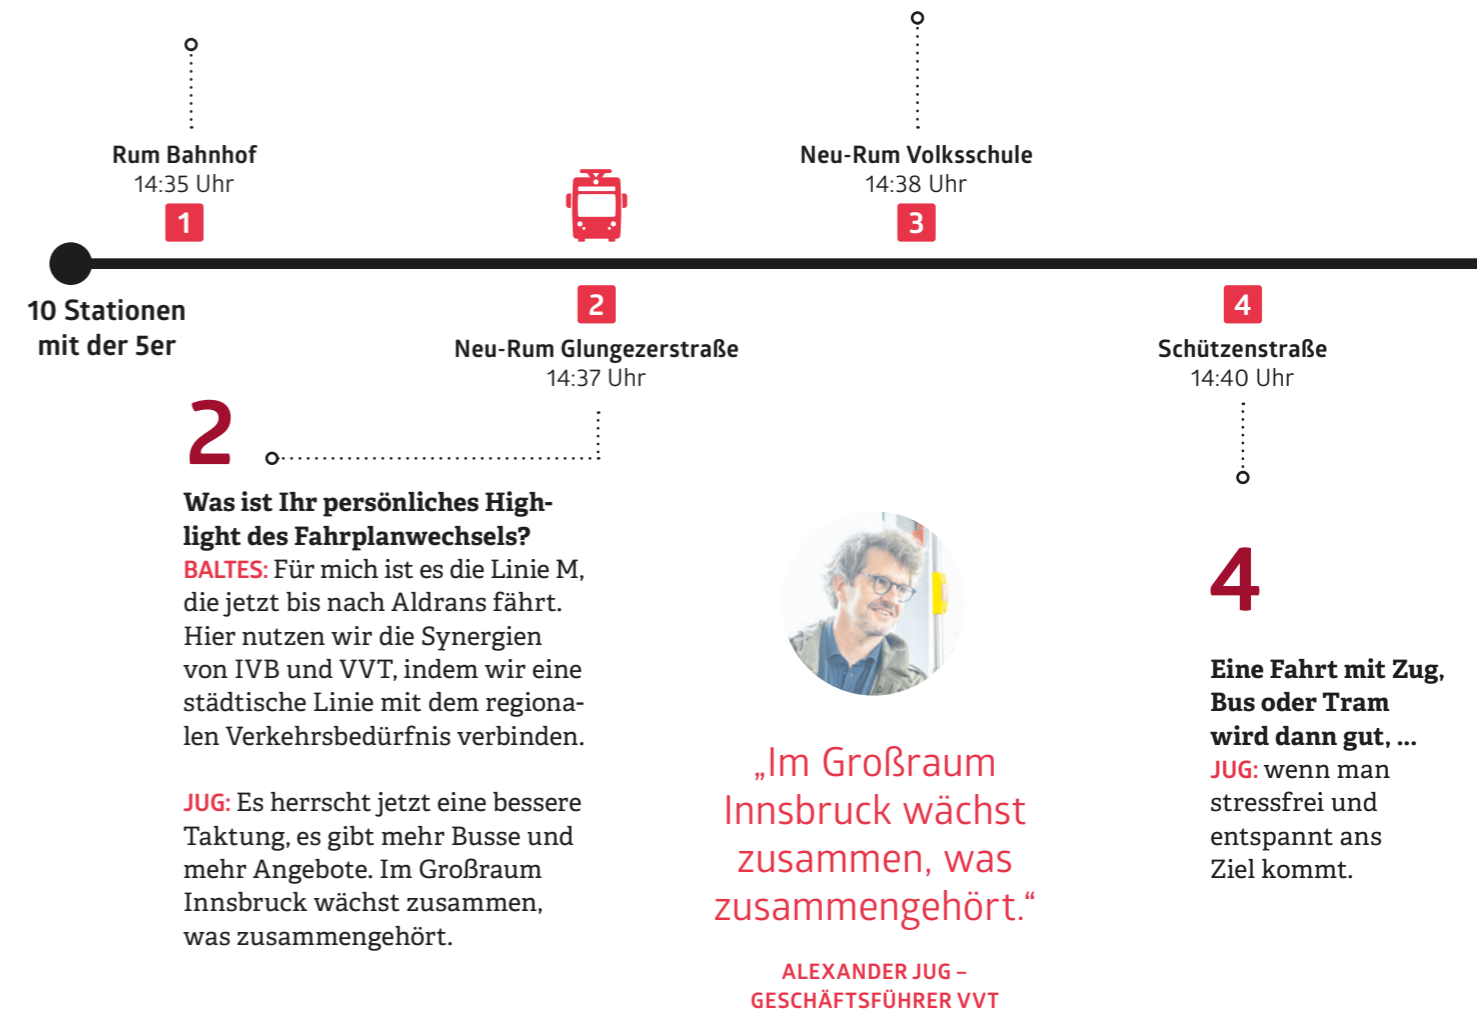 Rum Bahnhof
14:35 Uhr
1
Neu-Rum Volksschule
14:38 Uhr
3
10 Stationen
mit der 5er
2
Neu-Rum Glungezerstraße
14:37 Uhr
4
Schützenstraße
14:40 Uhr
2
Was ist Ihr persönliches High-
light des Fahrplanwechsels?
BALTES: Für mich ist es die Linie M,
die jetzt bis nach Aldrans fährt.
Hier nutzen wir die Synergien
von IVB und VVT, indem wir eine
städtische Linie mit dem regiona-
len Verkehrsbedürfnis verbinden.
JUG: Es herrscht jetzt eine bessere
Taktung, es gibt mehr Busse und
mehr Angebote. Im Großraum
Innsbruck wächst zusammen,
was zusammengehört.
„Im Großraum
Innsbruck wächst
zusammen, was
zusammengehört.“
ALEXANDER JUG –
GESCHÄFTSFÜHRER VVT
4
Eine Fahrt mit Zug,
Bus oder Tram
wird dann gut, ...
JUG: wenn man
stressfrei und
entspannt ans
Ziel kommt.